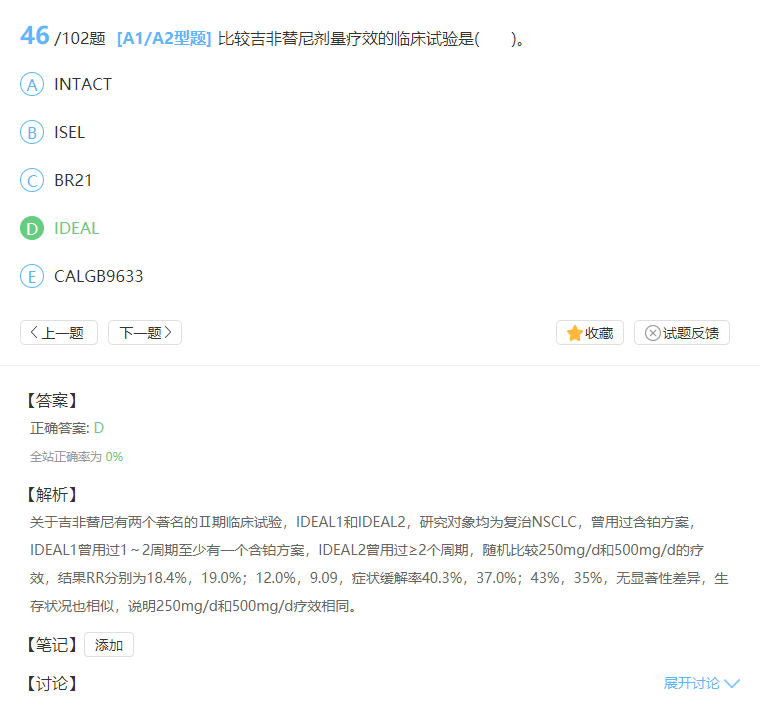 46 /102题 [A1/A2型题] 比较吉非替尼剂量疗效的临床试验是(　　)。
A INTACT
B ISEL
C BR21
D IDEAL
E CALGB9633
上一题 下一题 收藏 试题反馈
【答案】
正确答案: D
全站正确率为 0%
【解析】
关于吉非替尼有两个著名的Ⅱ期临床试验，IDEAL1和IDEAL2，研究对象均为复治NSCLC，曾用过含铂方案，
IDEAL1曾用过1～2周期至少有一个含铂方案，IDEAL2曾用过≥2个周期，随机比较250mg/d和500mg/d的疗
效，结果RR分别为18.4%，19.0%；12.0%，9.09，症状缓解率40.3%，37.0%；43%，35%，无显著性差异，生
存状况也相似，说明250mg/d和500mg/d疗效相同。
【笔记】 添加
【讨论】 展开讨论